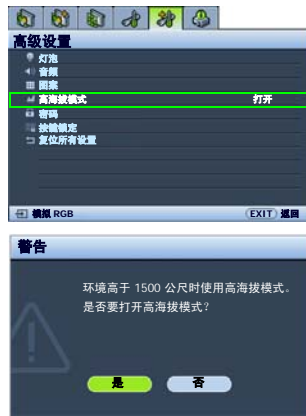 高级设置
灯泡
音频
图案
高海拔模式 打开
密码
按键锁定
复位所有设置
模拟 RGB EXIT 返回
警告
环境高于 1500 公尺时使用高海拔模式。
是否要打开高海拔模式?
是 否